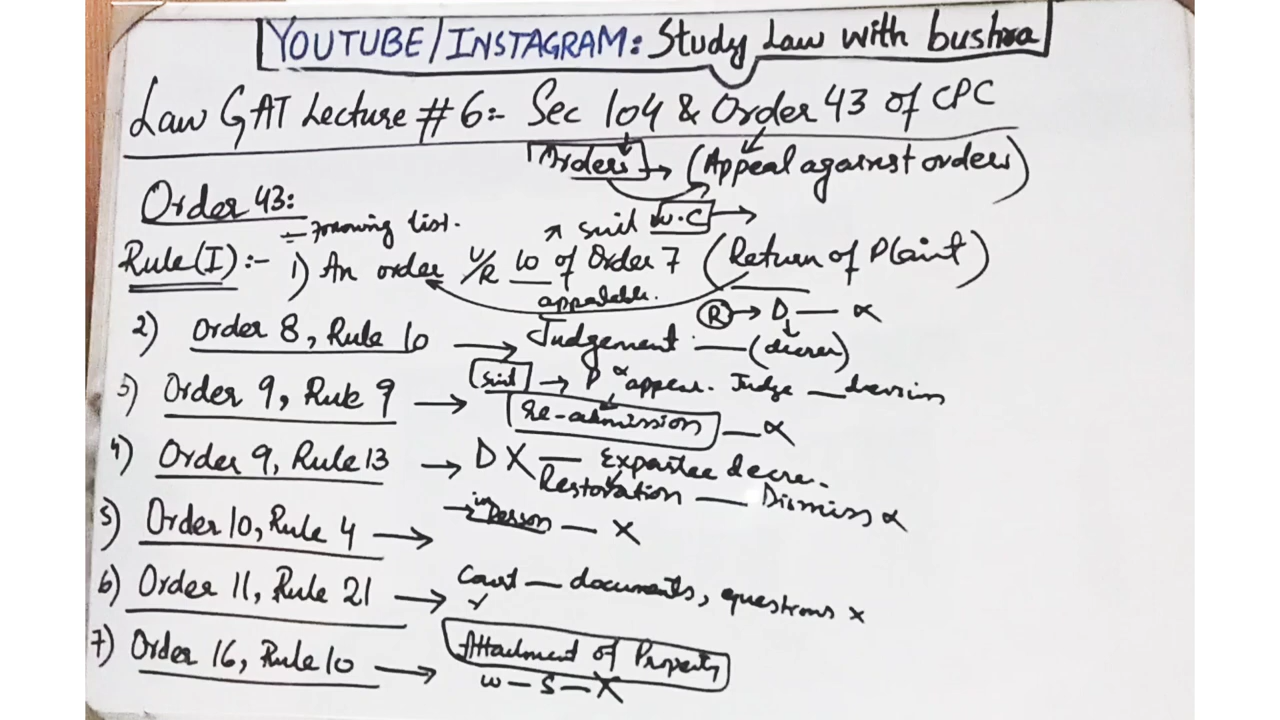 YOUTUBE/INSTAGRAM: Study Law with bushra
Law GAT Lecture # 6:- Sec 104 & Order 43 of CPC
Orders → (Appeal against orders)
Order 43:
following list. suit w.c →
Rule(I):- 1) An order U/R 10 of Order 7 (Return of Plaint)
appealable.
R → D — ∝
2) Order 8, Rule 10 → Judgement — (decree)
3) Order 9, Rule 9 → suit → P ∝ appear. Judge — decision
Re-admission — ∝
4) Order 9, Rule 13 → D X — Expartee decree.
Restoration — Dismiss ∝
5) Order 10, Rule 4 → → in Person — X
6) Order 11, Rule 21 → Court — documents, questions x
7) Order 16, Rule 10 → Attachment of Property
w — s — X